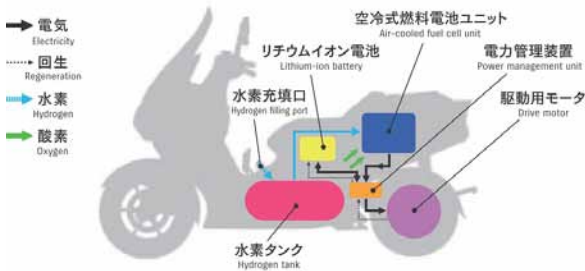 電気
Electricity
回生
Regeneration
水素
Hydrogen
酸素
Oxygen
空冷式燃料電池ユニット
Air-cooled fuel cell unit
リチウムイオン電池
Lithium-ion battery
電力管理装置
Power management unit
水素充填口
Hydrogen filling port
駆動用モータ
Drive motor
水素タンク
Hydrogen tank